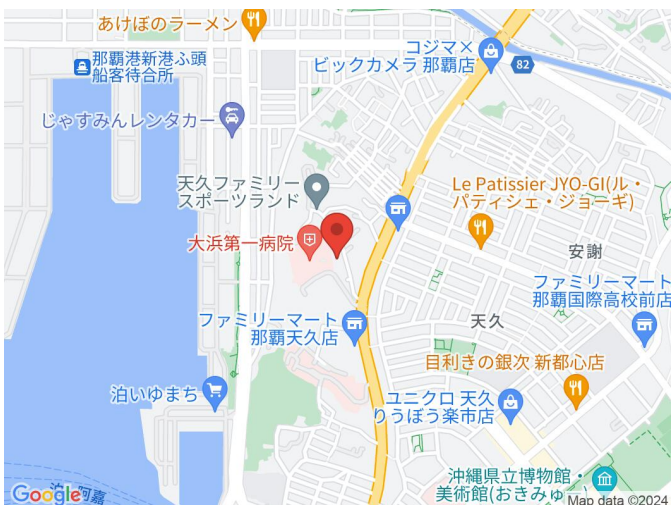 あけぼのラーメン
那覇港新港ふ頭
船客待合所
コジマ×
ビックカメラ 那覇店
82
じゃすみんレンタカー
天久ファミリー
スポーツランド
Le Patissier JYO-GI(ル・
パティシェ・ジョーギ)
大浜第一病院
安謝
ファミリーマート
那覇国際高校前店
ファミリーマート
那覇天久店
天久
目利きの銀次 新都心店
泊いゆまち
ユニクロ 天久
りうぼう楽市店
沖縄県立博物館・
美術館(おきみゅー)
Google
阿嘉
Map data ©2024